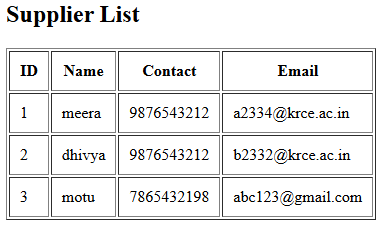 Supplier List
ID Name Contact Email
1 meera 9876543212 a2334@krce.ac.in
2 dhivya 9876543212 b2332@krce.ac.in
3 motu 7865432198 abc123@gmail.com